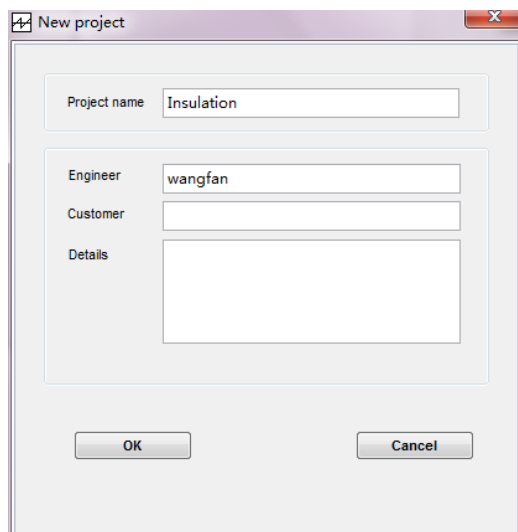 New project
Project name Insulation
Engineer wangfan
Customer
Details
OK Cancel